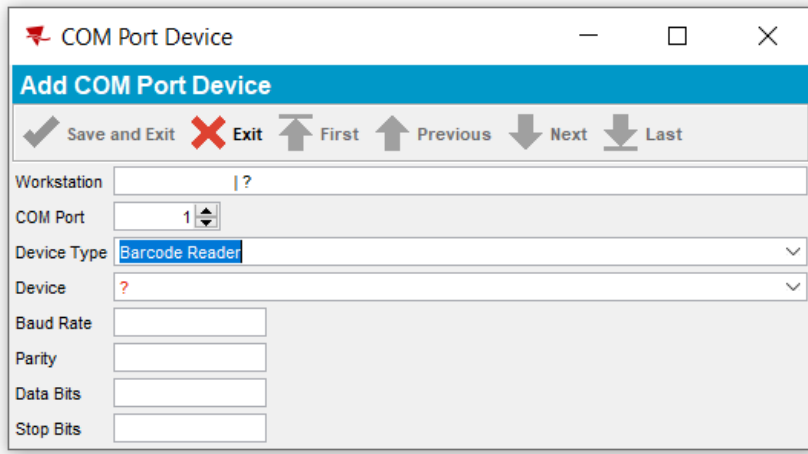 COM Port Device
Add COM Port Device
Save and Exit Exit First Previous Next Last
Workstation | ?
COM Port 1
Device Type Barcode Reader
Device ?
Baud Rate
Parity
Data Bits
Stop Bits